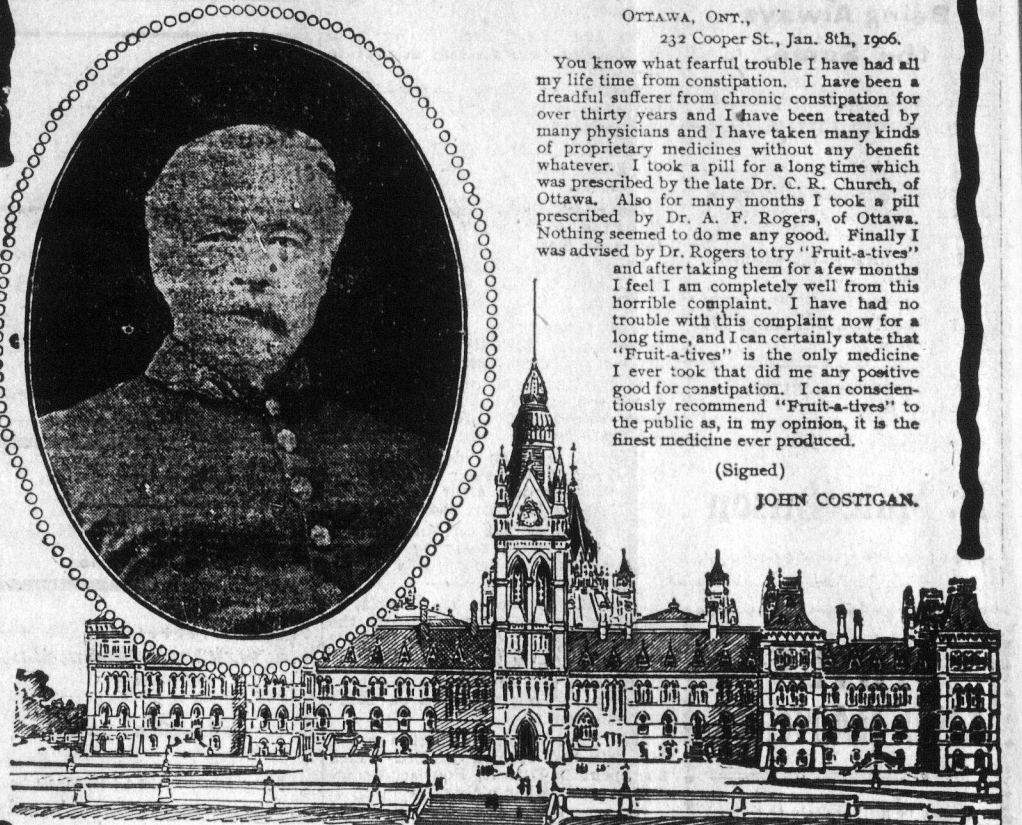 OTTAWA, ONT.,
232 Cooper St., Jan. 8th, 1906.
You know what fearful trouble I have had all
my life time from constipation. I have been a
dreadful sufferer from chronic constipation for
over thirty years and I have been treated by
many physicians and I have taken many kinds
of proprietary medicines without any benefit
whatever. I took a pill for a long time which
was prescribed by the late Dr. C. R. Church, of
Ottawa. Also for many months I took a pill
prescribed by Dr. A. F. Rogers, of Ottawa.
Nothing seemed to do me any good. Finally I
was advised by Dr. Rogers to try "Fruit-a-tives"
and after taking them for a few months
I feel I am completely well from this
horrible complaint. I have had no
trouble with this complaint now for a
long time, and I can certainly state that
"Fruit-a-tives" is the only medicine
I ever took that did me any positive
good for constipation. I can conscien-
tiously recommend "Fruit-a-tives" to
the public as, in my opinion, it is the
finest medicine ever produced.
(Signed)
JOHN COSTIGAN.